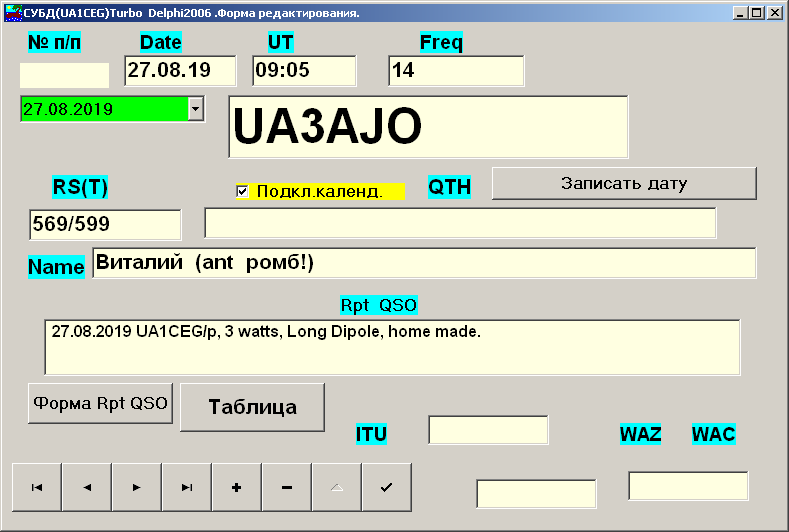 СУБД(UA1CEG)Turbo Delphi2006 .Форма редактирования.
№ п/п Date UT Freq
27.08.19 09:05 14
27.08.2019
UA3AJO
RS(T) Подкл.календ. QTH Записать дату
569/599
Name Виталий (ant ромб!)
Rpt QSO
27.08.2019 UA1CEG/p, 3 watts, Long Dipole, home made.
Форма Rpt QSO Таблица
ITU WAZ WAC